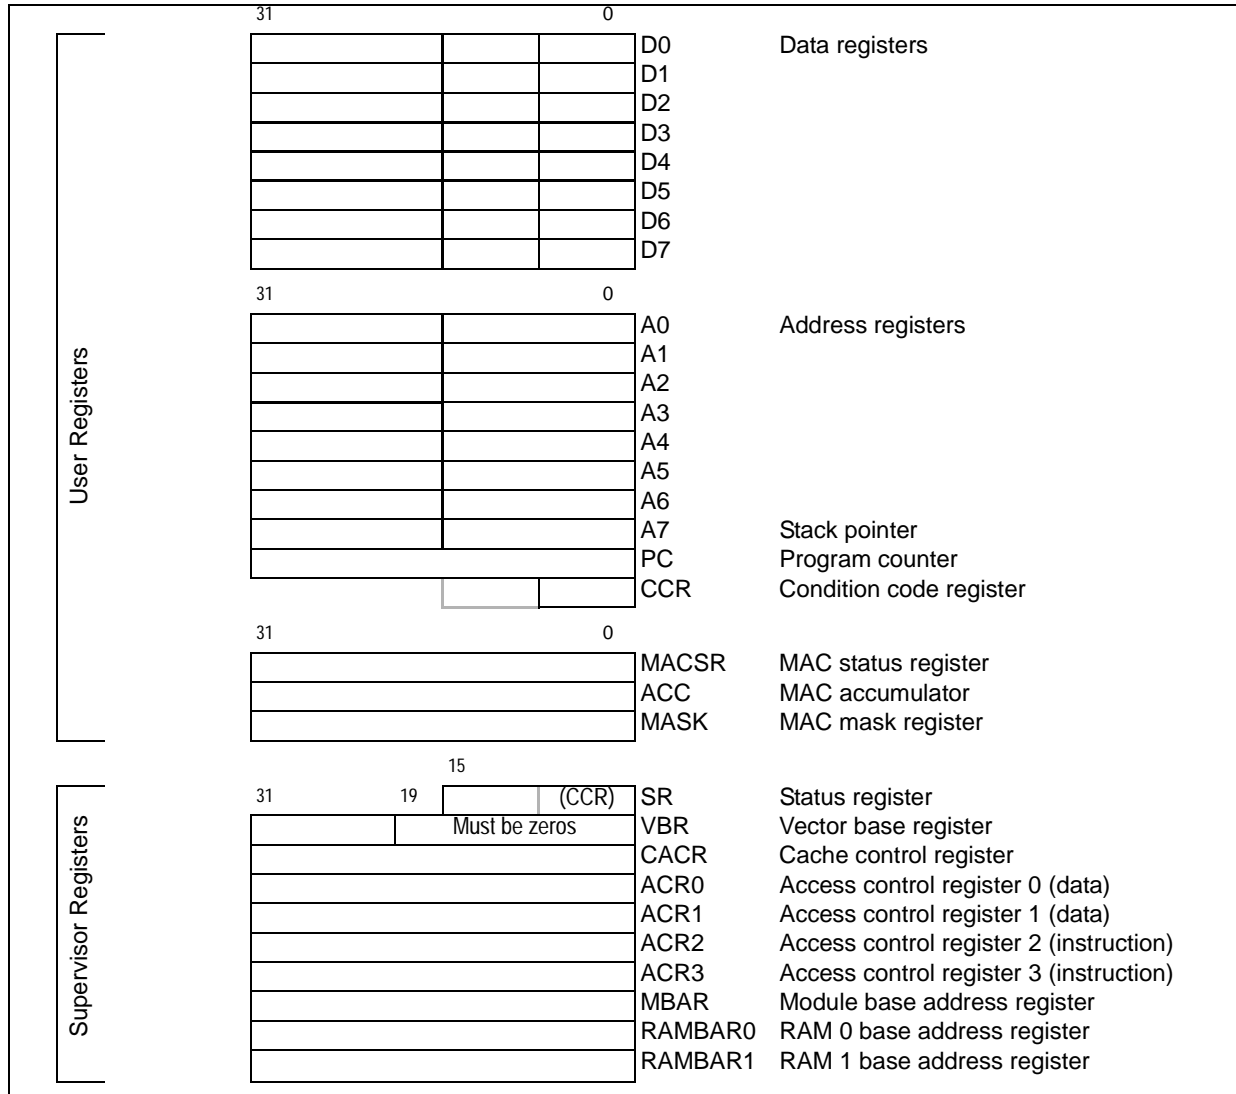 31 0
D0 Data registers
D1
D2
D3
D4
D5
D6
D7
31 0
A0 Address registers
A1
A2
A3
A4
A5
A6
A7 Stack pointer
PC Program counter
CCR Condition code register
31 0
MACSR MAC status register
ACC MAC accumulator
MASK MAC mask register
User Registers
15
31 19 (CCR) SR Status register
Must be zeros VBR Vector base register
CACR Cache control register
ACR0 Access control register 0 (data)
ACR1 Access control register 1 (data)
ACR2 Access control register 2 (instruction)
ACR3 Access control register 3 (instruction)
MBAR Module base address register
RAMBAR0 RAM 0 base address register
RAMBAR1 RAM 1 base address register
Supervisor Registers